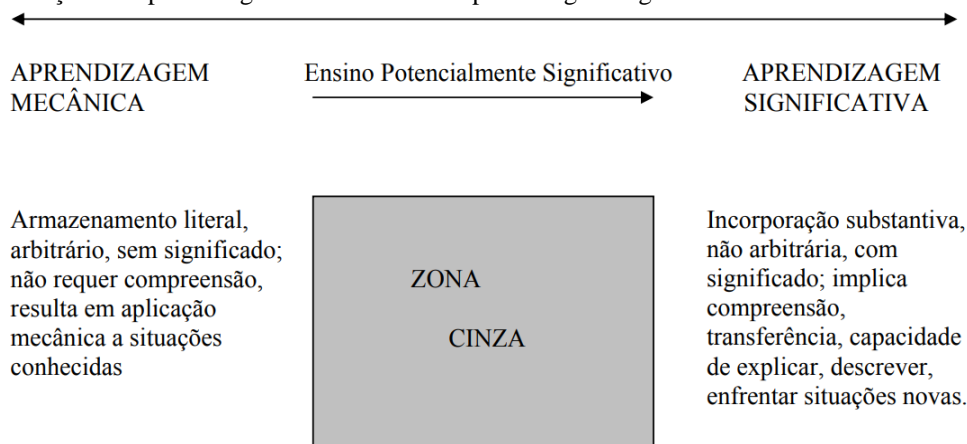 APRENDIZAGEM MECÂNICA
Ensino Potencialmente Significativo
APRENDIZAGEM SIGNIFICATIVA
Armazenamento literal,
arbitrário, sem significado;
não requer compreensão,
resulta em aplicação
mecânica a situações
conhecidas
ZONA
CINZA
Incorporação substantiva,
não arbitrária, com
significado; implica
compreensão,
transferência, capacidade
de explicar, descrever,
enfrentar situações novas.